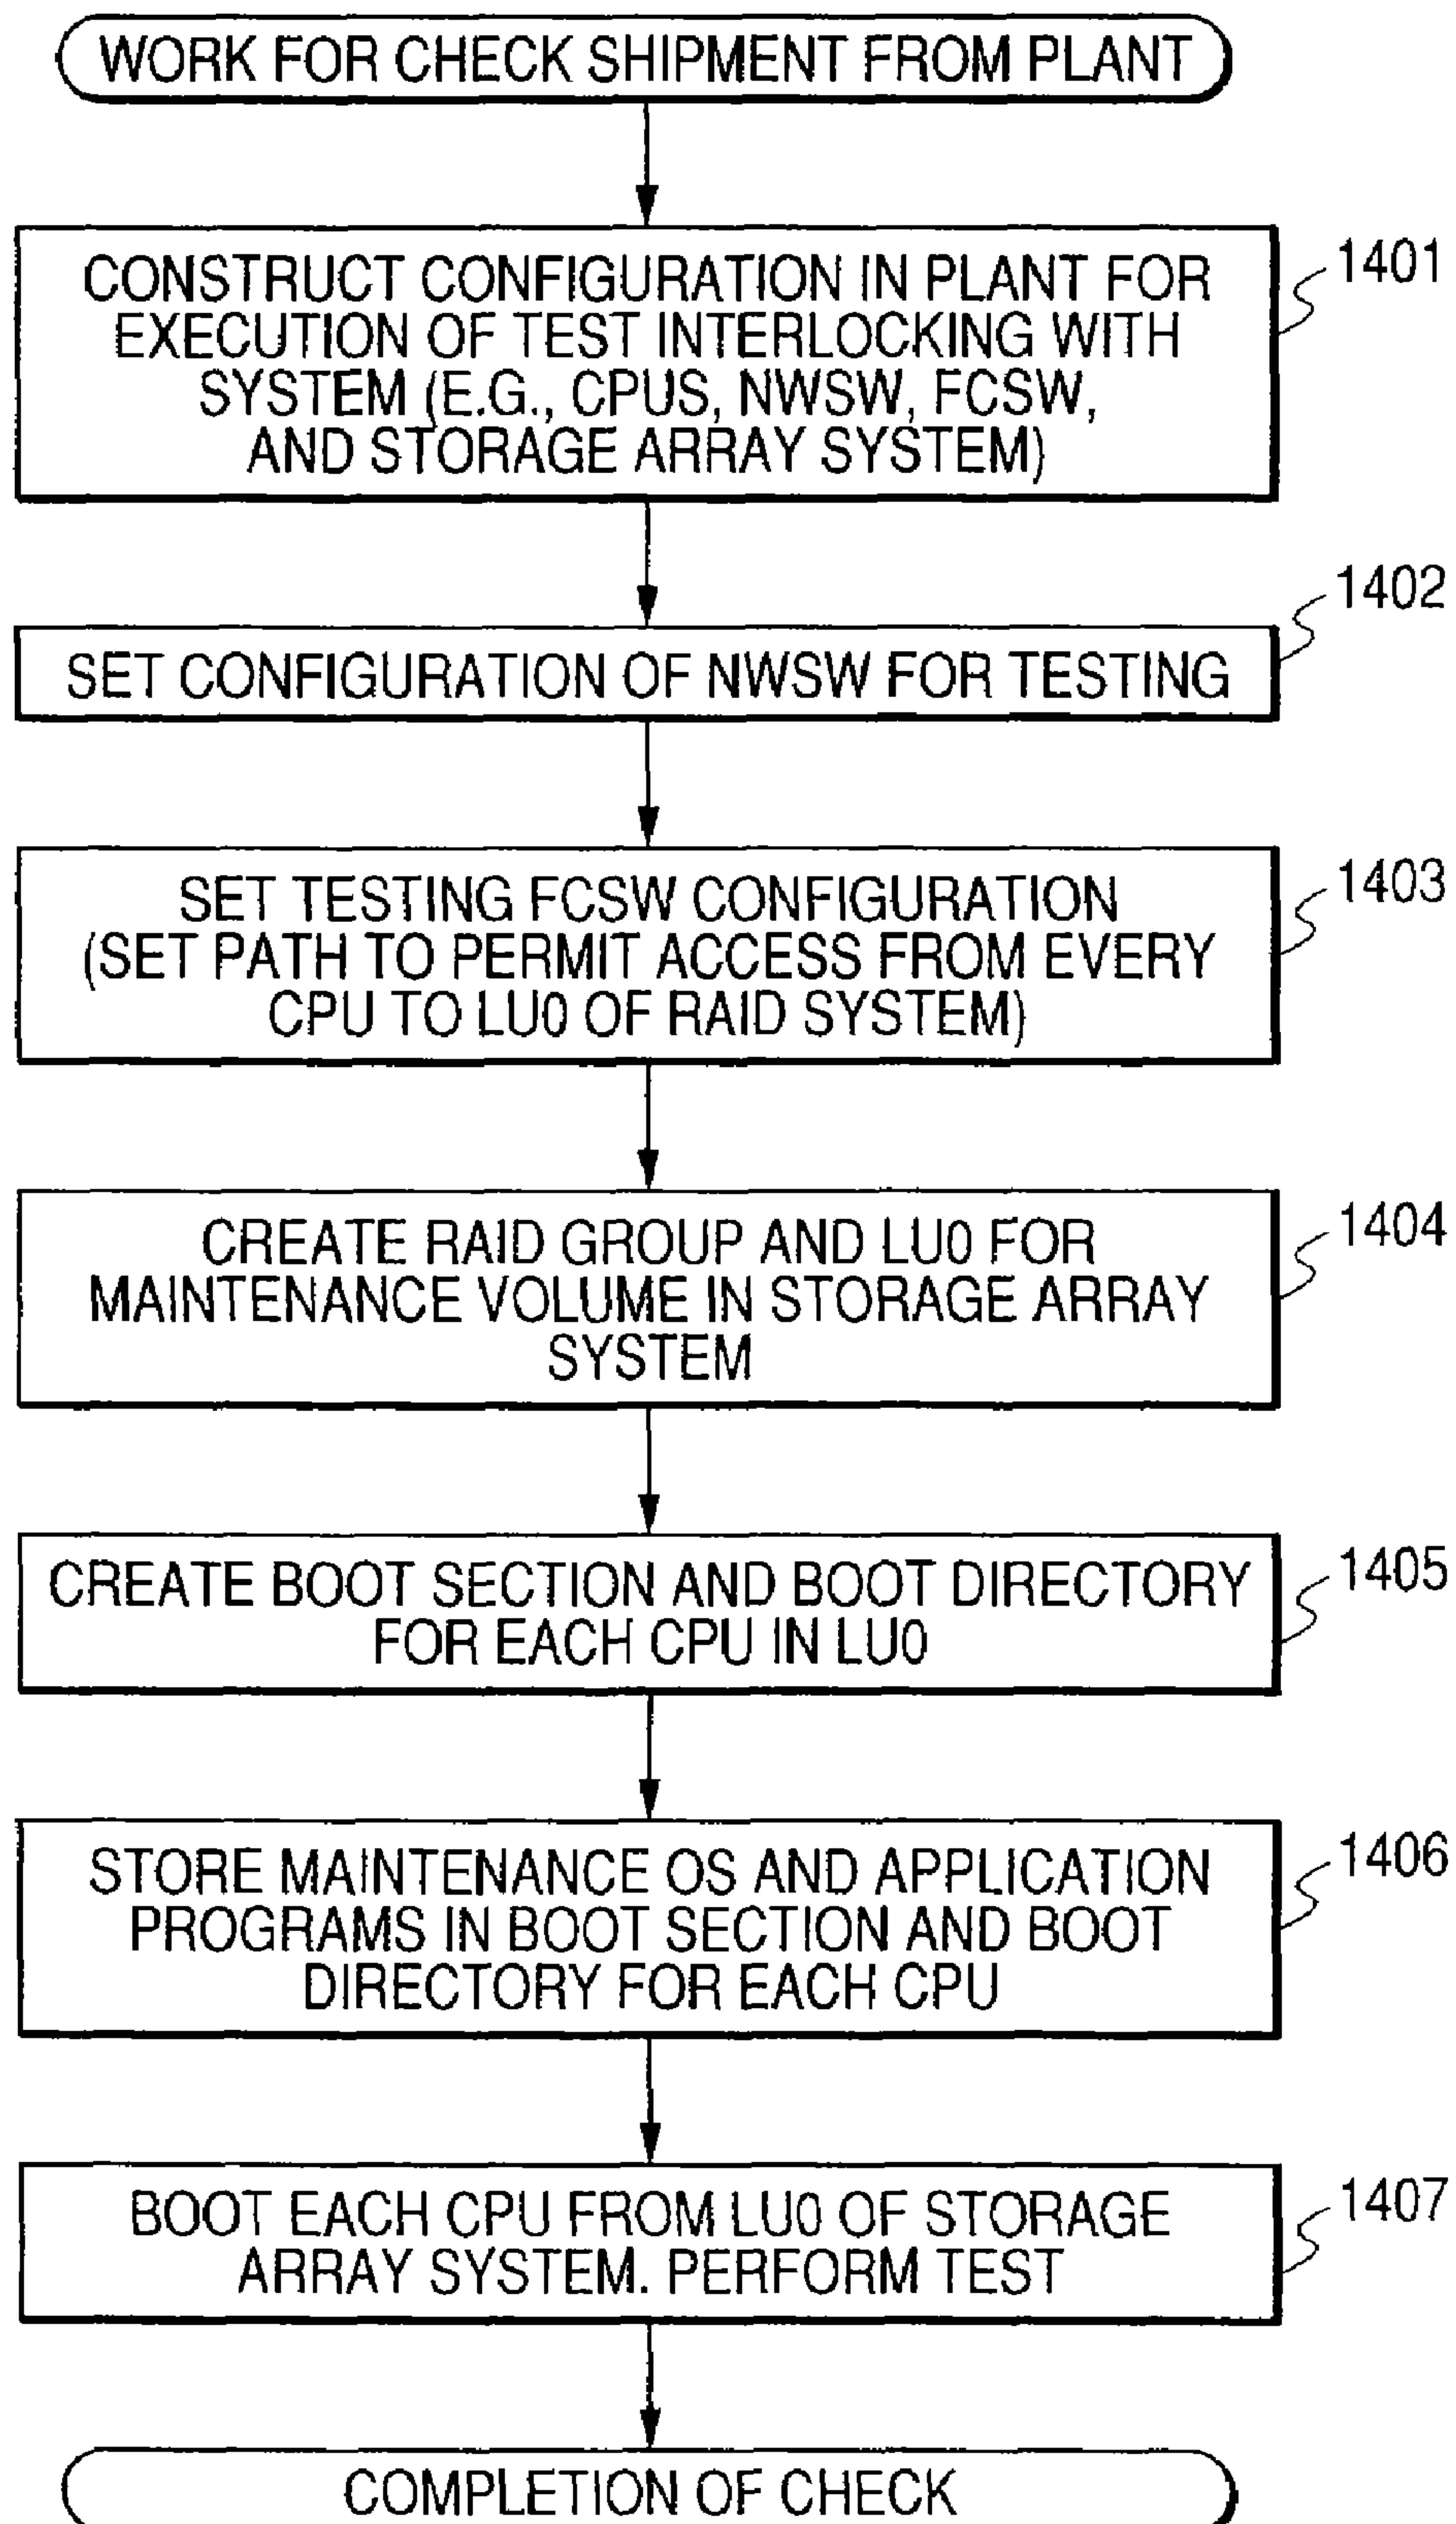 WORK FOR CHECK SHIPMENT FROM PLANT
CONSTRUCT CONFIGURATION IN PLANT FOR
EXECUTION OF TEST INTERLOCKING WITH
SYSTEM (E.G., CPUS, NWSW, FCSW,
AND STORAGE ARRAY SYSTEM)
1401
SET CONFIGURATION OF NWSW FOR TESTING
1402
SET TESTING FCSW CONFIGURATION
(SET PATH TO PERMIT ACCESS FROM EVERY
CPU TO LU0 OF RAID SYSTEM)
1403
CREATE RAID GROUP AND LU0 FOR
MAINTENANCE VOLUME IN STORAGE ARRAY
SYSTEM
1404
CREATE BOOT SECTION AND BOOT DIRECTORY
FOR EACH CPU IN LU0
1405
STORE MAINTENANCE OS AND APPLICATION
PROGRAMS IN BOOT SECTION AND BOOT
DIRECTORY FOR EACH CPU
1406
BOOT EACH CPU FROM LU0 OF STORAGE
ARRAY SYSTEM. PERFORM TEST
1407
COMPLETION OF CHECK